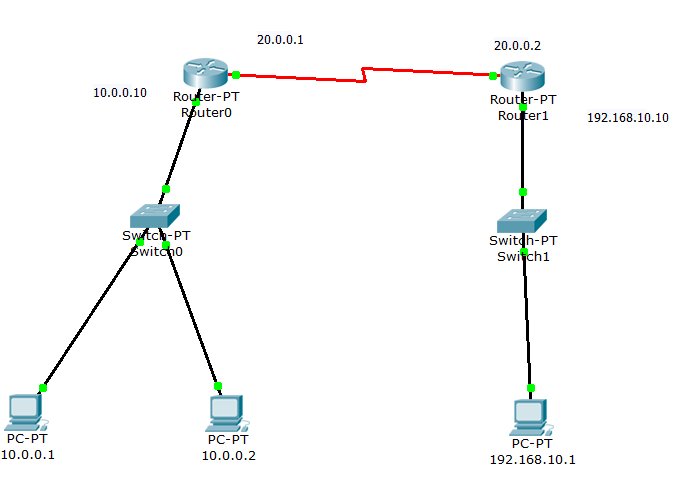 20.0.0.1
20.0.0.2
10.0.0.10
Router-PT
Router0
Router-PT
Router1
192.168.10.10
Switch-PT
Switch0
Switch-PT
Switch1
PC-PT
10.0.0.1
PC-PT
10.0.0.2
PC-PT
192.168.10.1